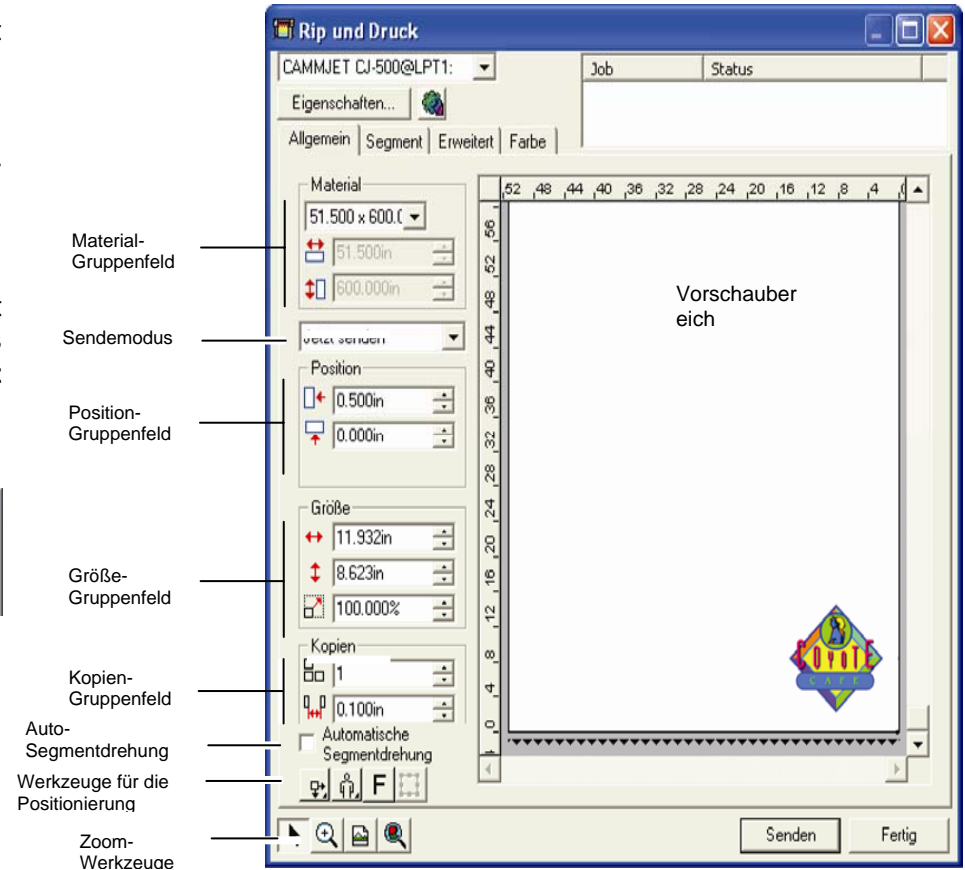 Rip und Druck
CAMMJET CJ-500@LPT1:
Job Status
Eigenschaften...
Allgemein Segment Erweitert Farbe
Material
51.500 x 600.(
51.500in
600.000in
Material-
Gruppenfeld
Sendemodus
Jetzt senden
Position
0.500in
0.000in
Position-
Gruppenfeld
Größe
11.932in
8.623in
100.000%
Größe-
Gruppenfeld
Kopien
1
0.100in
Kopien-
Gruppenfeld
Auto-
Segmentdrehung
Automatische
Segmentdrehung
Werkzeuge für die
Positionierung
F
Zoom-
Werkzeuge
52 48 44 40 36 32 28 24 20 16 12 8 4 0
56
52
48
44
40
36
32
28
24
20
16
12
8
4
0
Vorschauber
eich
COYOTE
CAFE
Senden Fertig